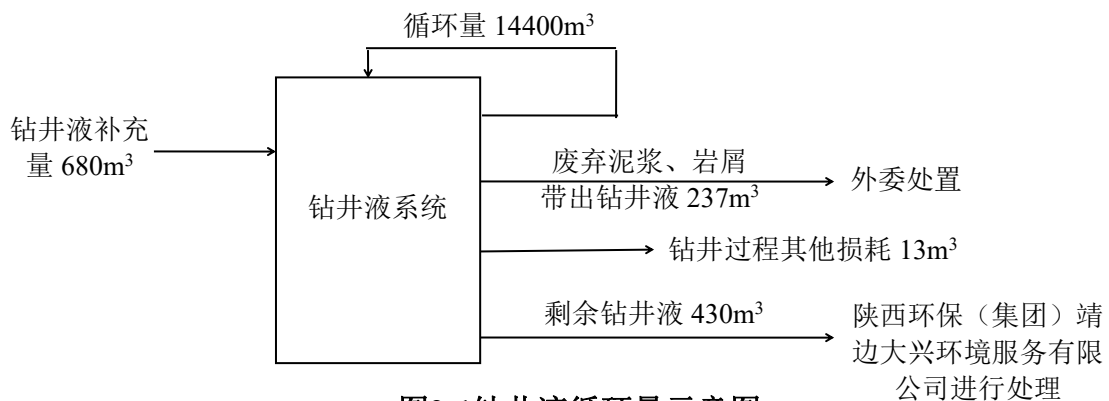 循环量 14400m³
钻井液补充
量 680m³
钻井液系统
废弃泥浆、岩屑
带出钻井液 237m³
外委处置
钻井过程其他损耗 13m³
剩余钻井液 430m³
陕西环保（集团）靖
边大兴环境服务有限
公司进行处理